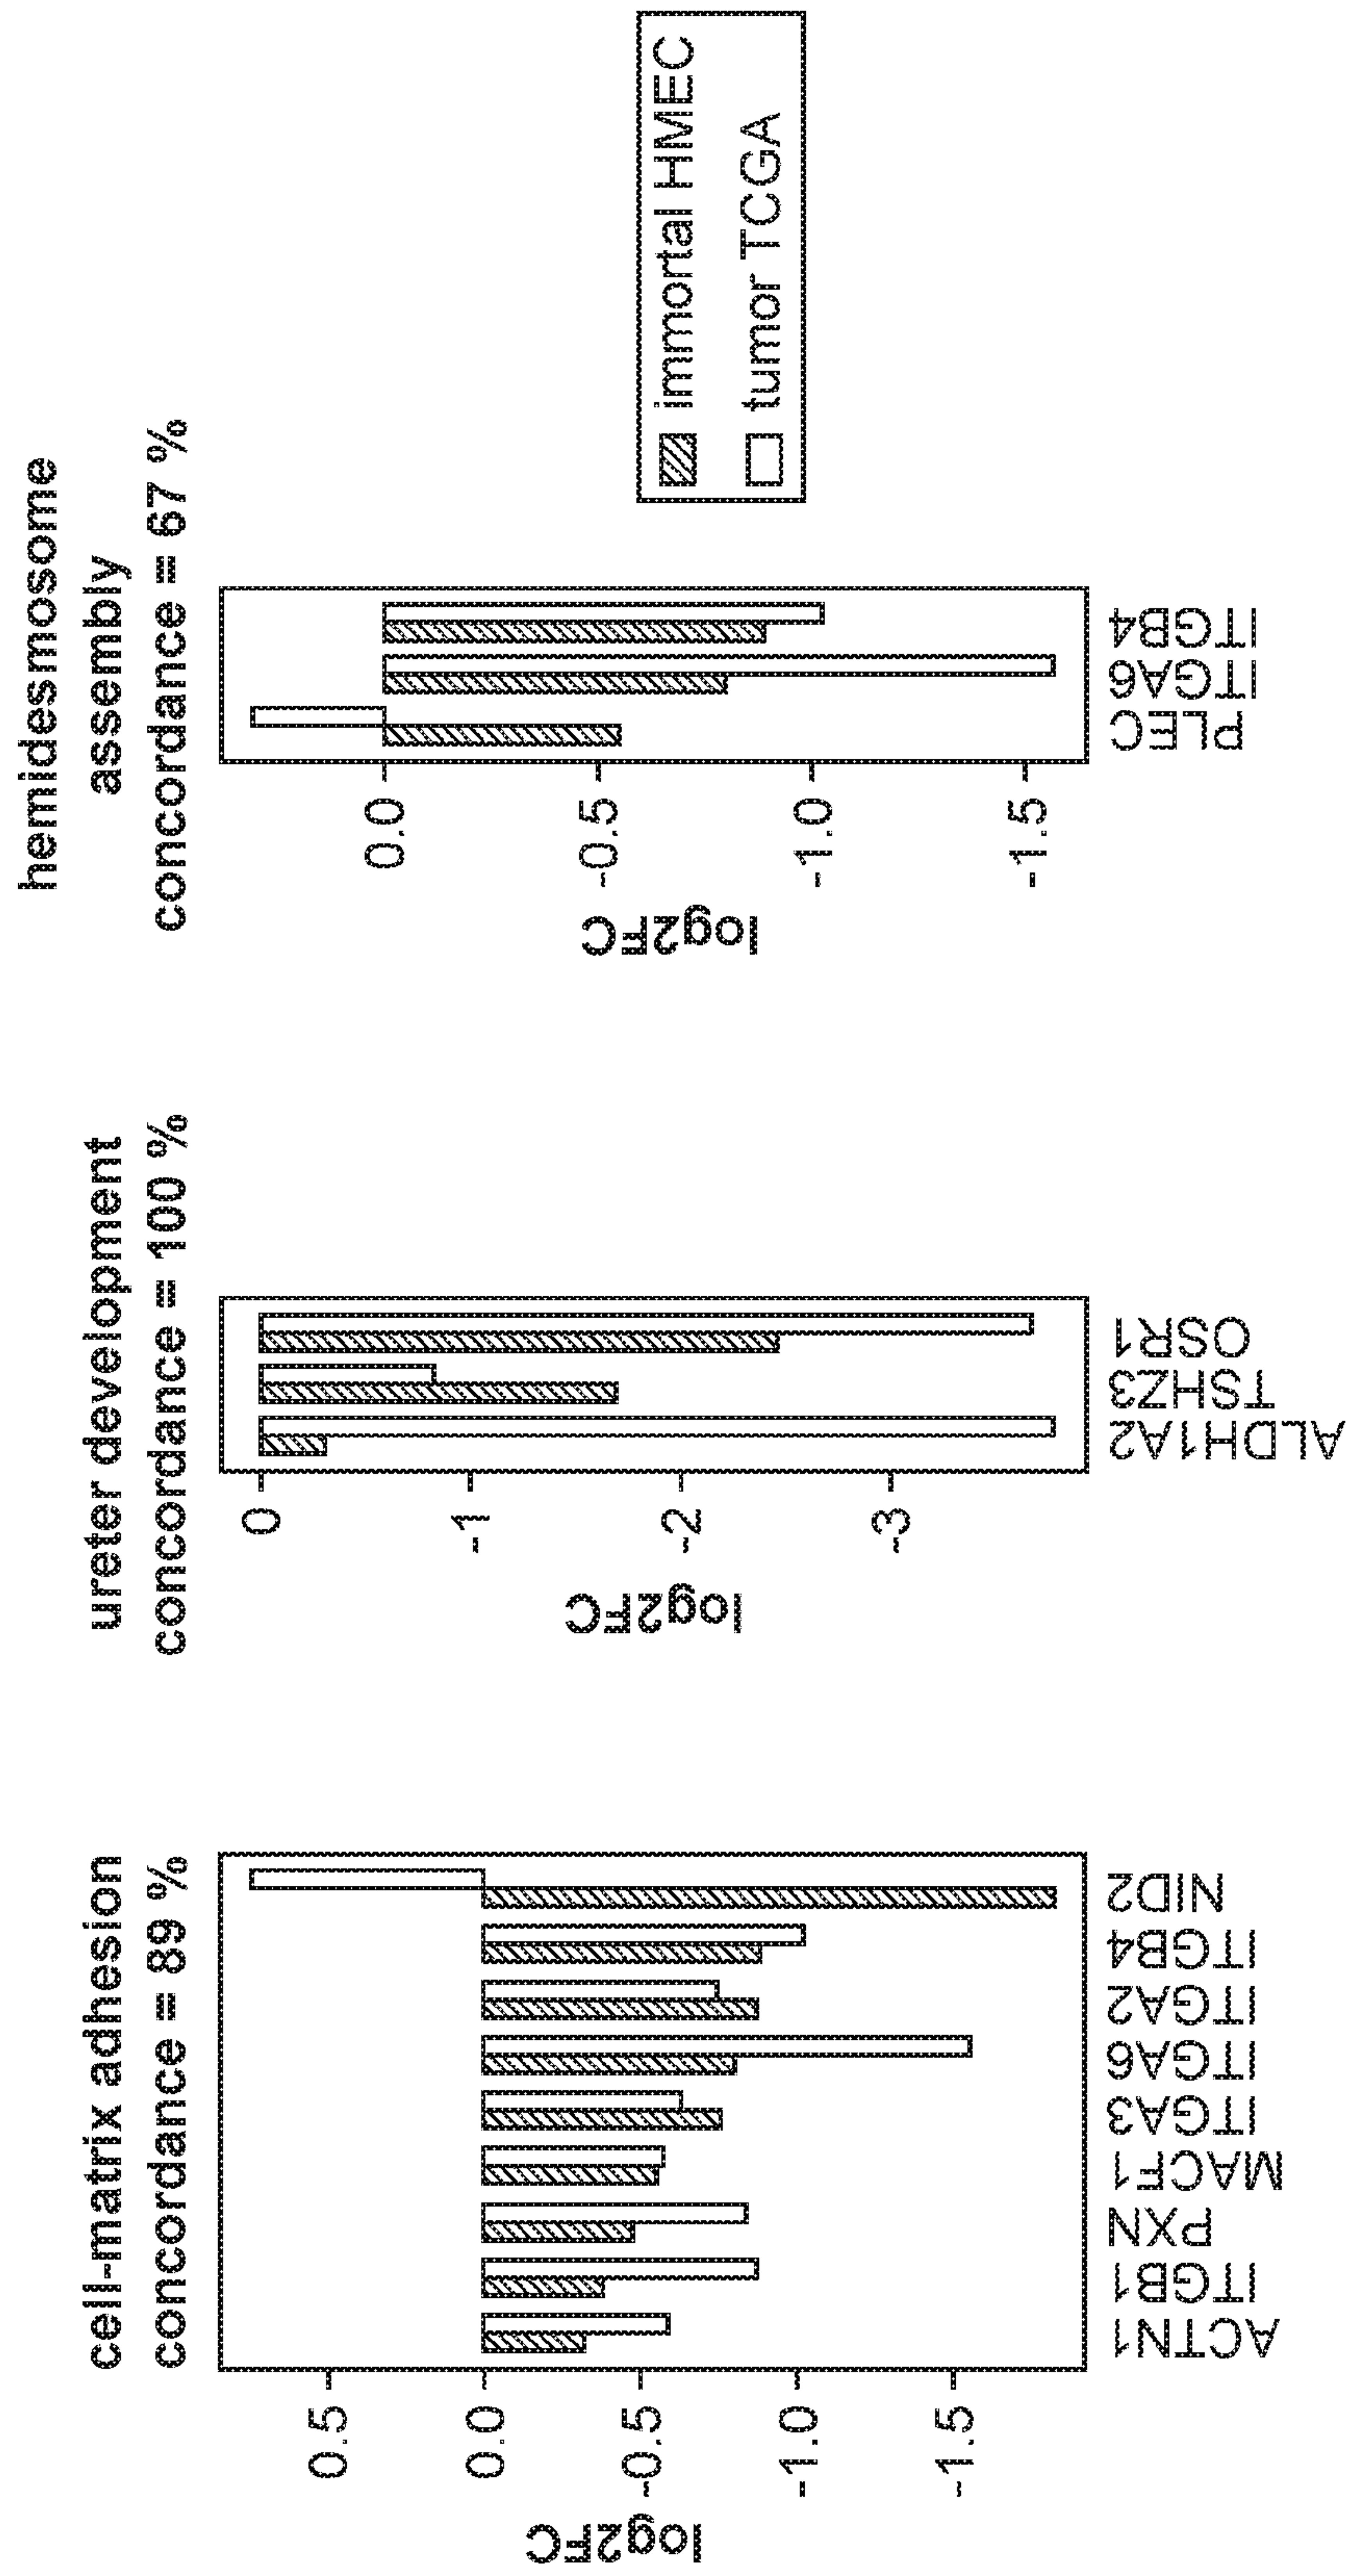 cell-matrix adhesion
concordance = 89 %
log2FC
0.5
0.0
-0.5
-1.0
-1.5
ACTN1
ITGB1
PXN
MACF1
ITGA3
ITGA6
ITGA2
ITGB4
NID2
ureter development
concordance = 100 %
log2FC
0
-1
-2
-3
ALDH1A2
TSHZ3
OSR1
hemidesmosome
assembly
concordance = 67 %
log2FC
0.0
-0.5
-1.0
-1.5
PLEC
ITGA6
ITGB4
immortal HMEC
tumor TCGA